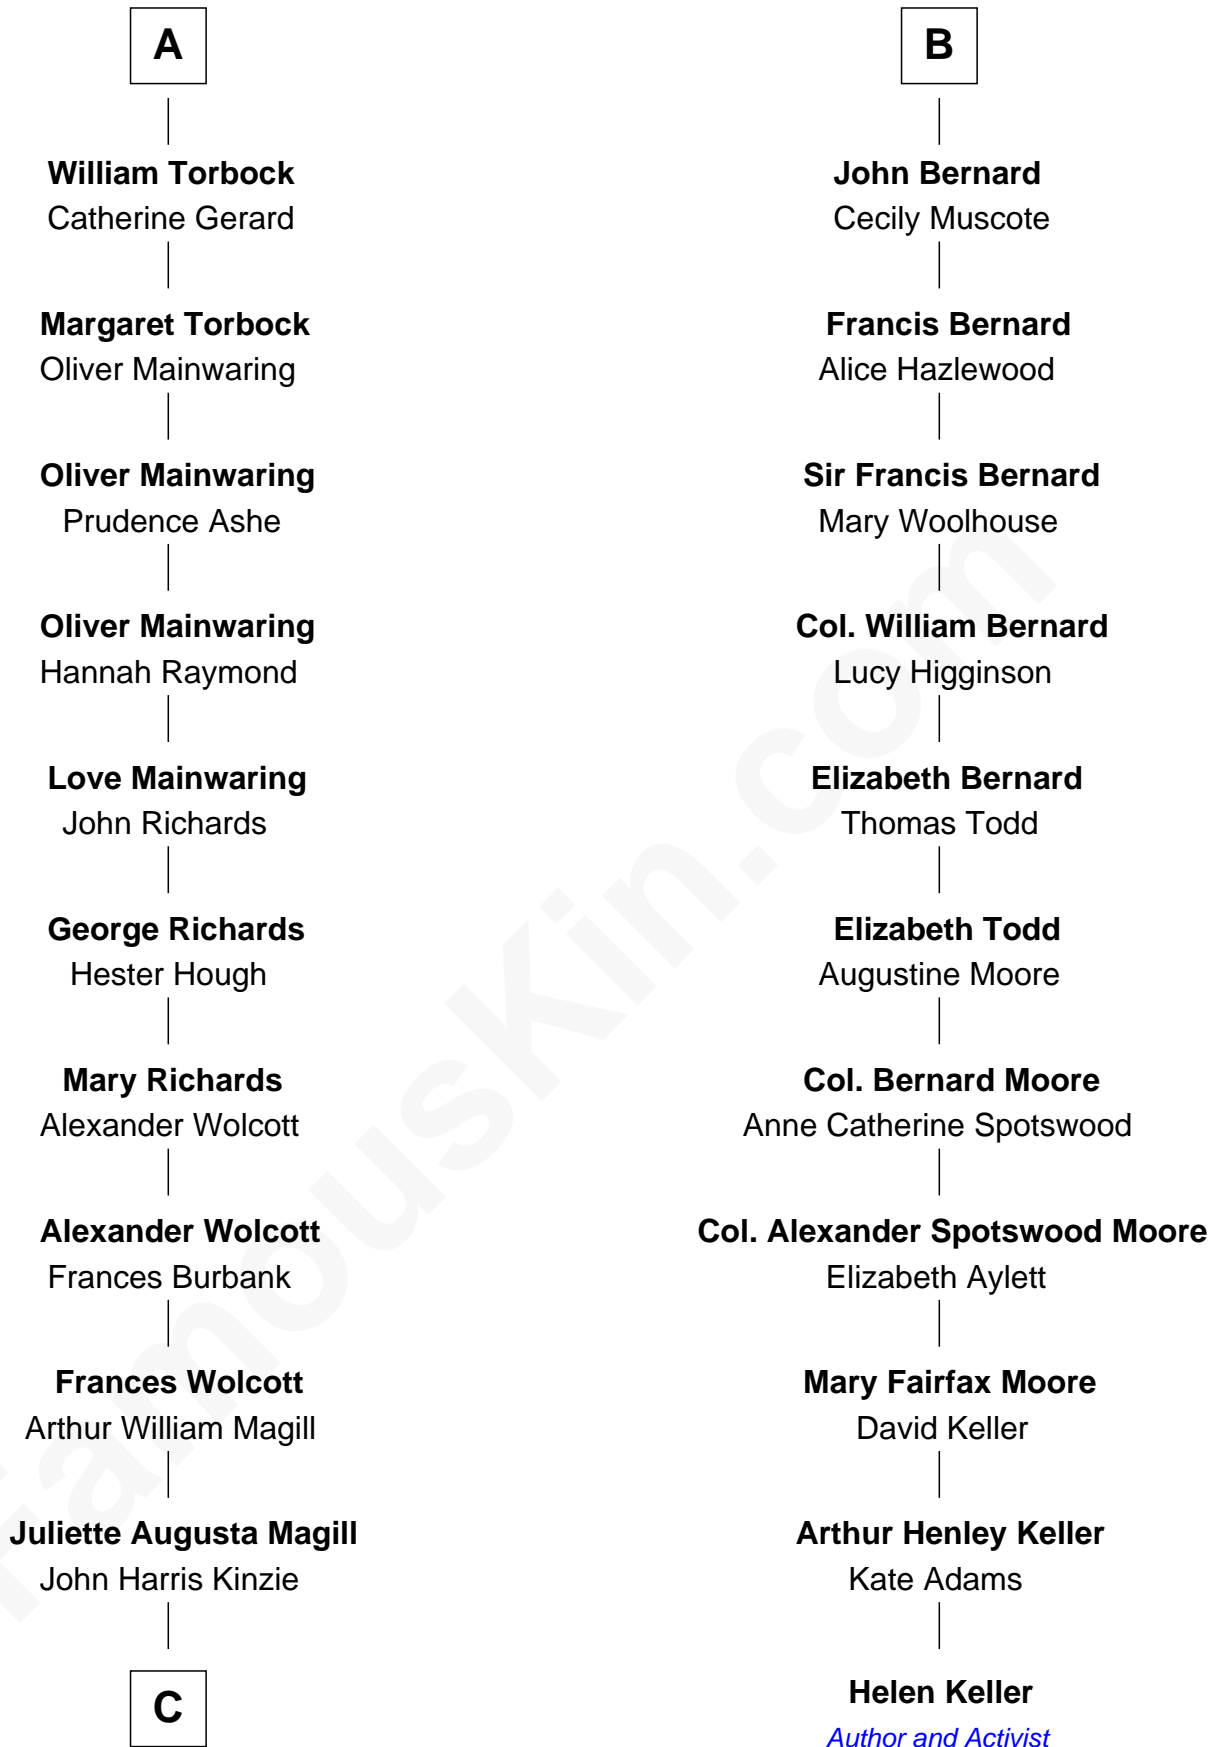 A
William Torbock
Catherine Gerard
Margaret Torbock
Oliver Mainwaring
Oliver Mainwaring
Prudence Ashe
Oliver Mainwaring
Hannah Raymond
Love Mainwaring
John Richards
George Richards
Hester Hough
Mary Richards
Alexander Wolcott
Alexander Wolcott
Frances Burbank
Frances Wolcott
Arthur William Magill
Juliette Augusta Magill
John Harris Kinzie
C
B
John Bernard
Cecily Muscote
Francis Bernard
Alice Hazlewood
Sir Francis Bernard
Mary Woolhouse
Col. William Bernard
Lucy Higginson
Elizabeth Bernard
Thomas Todd
Elizabeth Todd
Augustine Moore
Col. Bernard Moore
Anne Catherine Spotswood
Col. Alexander Spotswood Moore
Elizabeth Aylett
Mary Fairfax Moore
David Keller
Arthur Henley Keller
Kate Adams
Helen Keller
Author and Activist
FamousKin.com